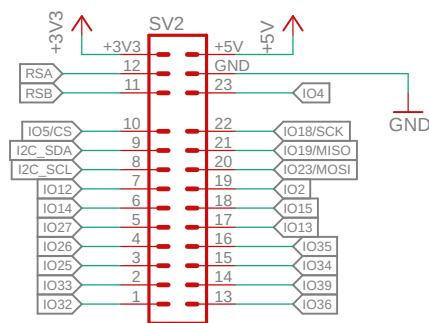 +3V3
SV2
+5V
+3V3
+5V
RSA 12 GND
RSB 11 23 IO4
GND
IO5/CS 10 22 IO18/SCK
I2C_SDA 9 21 IO19/MISO
I2C_SCL 8 20 IO23/MOSI
IO12 7 19 IO2
IO14 6 18 IO15
IO27 5 17 IO13
IO26 4 16 IO35
IO25 3 15 IO34
IO33 2 14 IO39
IO32 1 13 IO36